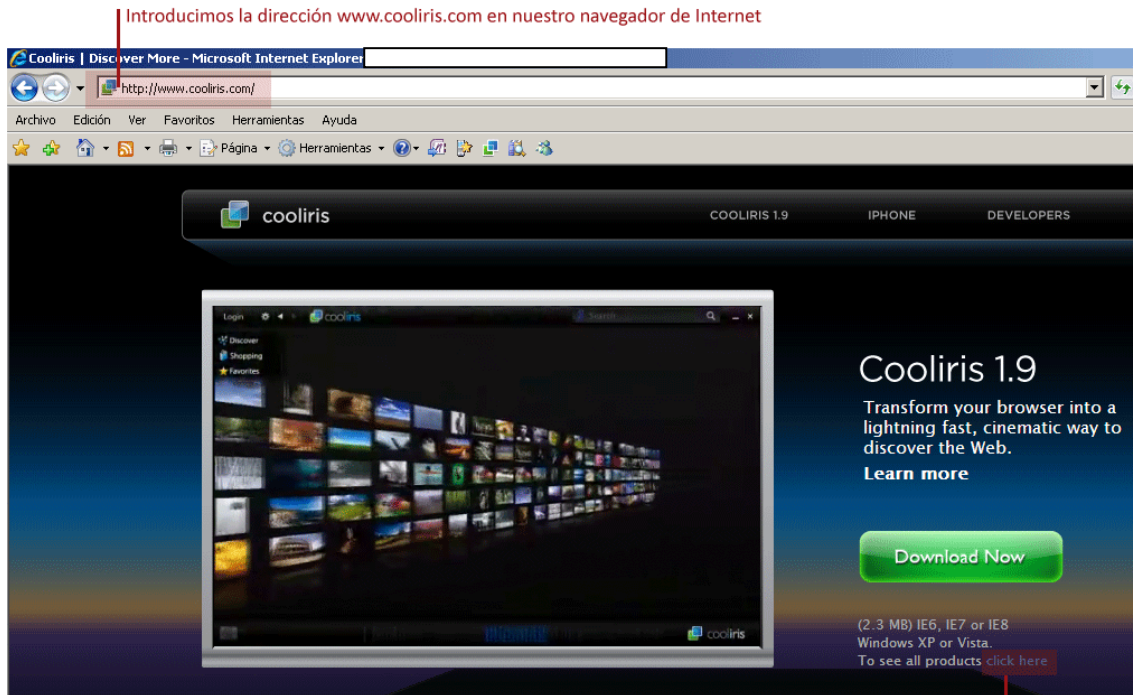 Introducimos la dirección www.cooliris.com en nuestro navegador de Internet
Cooliris | Discover More - Microsoft Internet Explorer
http://www.cooliris.com/
Archivo Edición Ver Favoritos Herramientas Ayuda
Página Herramientas
cooliris COOLIRIS 1.9 IPHONE DEVELOPERS
Login cooliris Search
Discover
Shopping
Favorites
cooliris
Cooliris 1.9
Transform your browser into a
lightning fast, cinematic way to
discover the Web.
Learn more
Download Now
(2.3 MB) IE6, IE7 or IE8
Windows XP or Vista.
To see all products click here